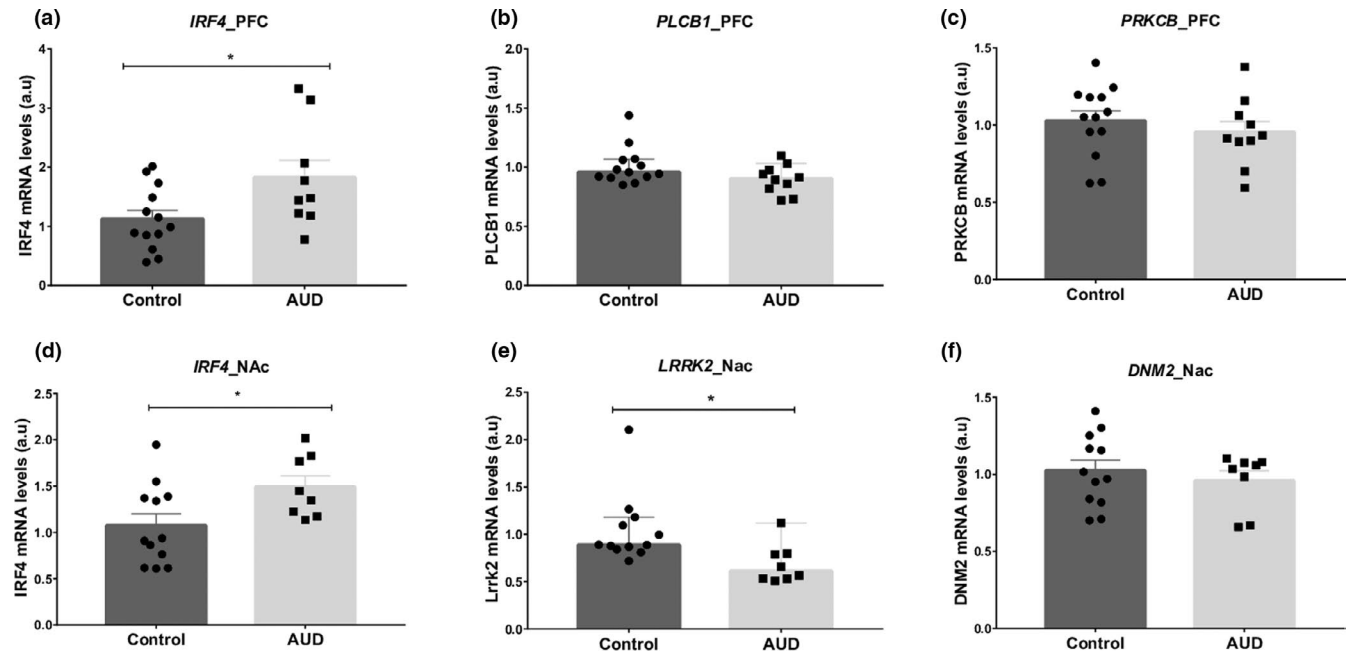 (a)
IRF4_PFC
IRF4 mRNA levels (a.u)
4
3
2
1
0
*
Control
AUD
(b)
PLCB1_PFC
PLCB1 mRNA levels (a.u)
2.0
1.5
1.0
0.5
0.0
Control
AUD
(c)
PRKCB_PFC
PRKCB mRNA levels (a.u)
1.5
1.0
0.5
0.0
Control
AUD
(d)
IRF4_NAc
IRF4 mRNA levels (a.u)
2.5
2.0
1.5
1.0
0.5
0.0
*
Control
AUD
(e)
LRRK2_Nac
Lrrk2 mRNA levels (a.u)
2.5
2.0
1.5
1.0
0.5
0.0
*
Control
AUD
(f)
DNM2_Nac
DNM2 mRNA levels (a.u)
1.5
1.0
0.5
0.0
Control
AUD